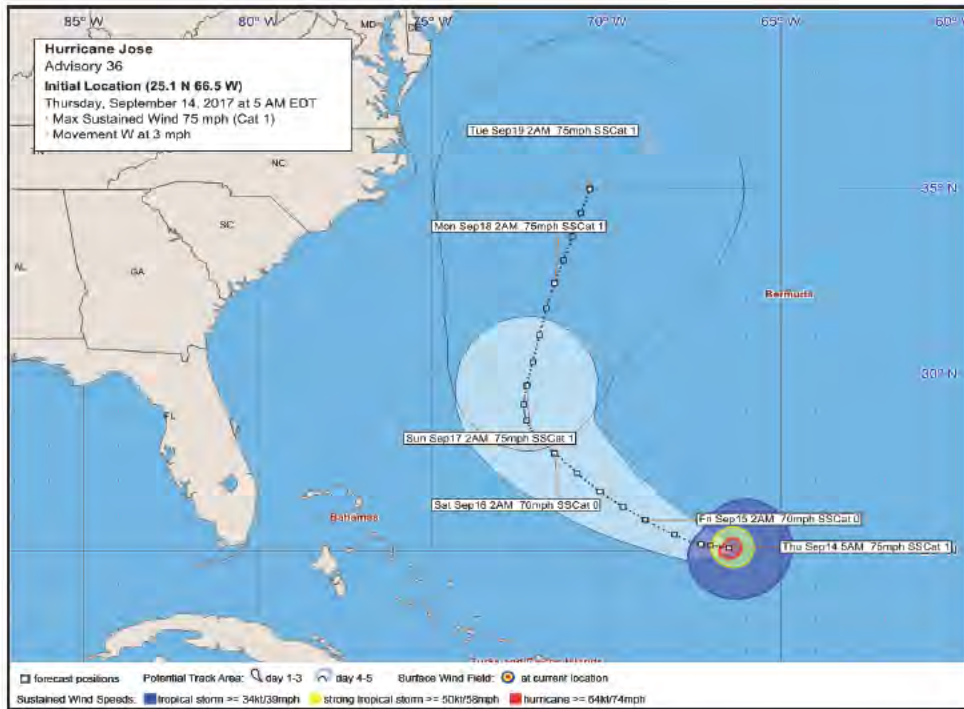 85° W
80° W
75° W
70° W
65° W
60° W
MD
DE
Hurricane Jose
Advisory 36
Initial Location (25.1 N 66.5 W)
Thursday, September 14, 2017 at 5 AM EDT
· Max Sustained Wind 75 mph (Cat 1)
· Movement W at 3 mph
Tue Sep19 2AM 75mph SSCat 1
NC
35° N
SC
Mon Sep18 2AM 75mph SSCat 1
AL
GA
Bermuda
30° N
FL
Sun Sep17 2AM 75mph SSCat 1
Sat Sep16 2AM 70mph SSCat 0
Bahamas
Fri Sep15 2AM 70mph SSCat 0
Thu Sep14 5AM 75mph SSCat 1
Turks and Caicos Islands
forecast positions Potential Track Area: day 1-3 day 4-5 Surface Wind Field: at current location
Sustained Wind Speeds: tropical storm >= 34kt/39mph strong tropical storm >= 50kt/58mph hurricane >= 64kt/74mph